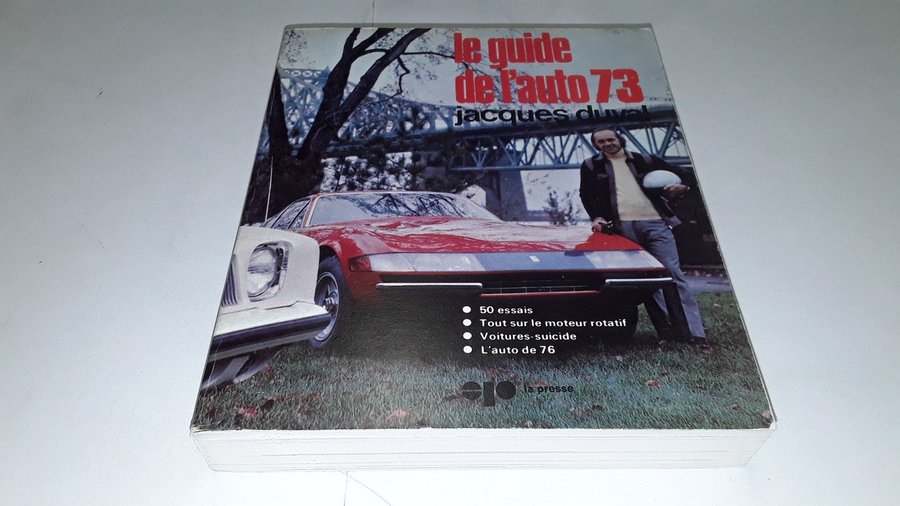 le guide
de l'auto 73
jacques duval
● 50 essais
● Tout sur le moteur rotatif
● Voitures-suicide
● L'auto de 76
la presse